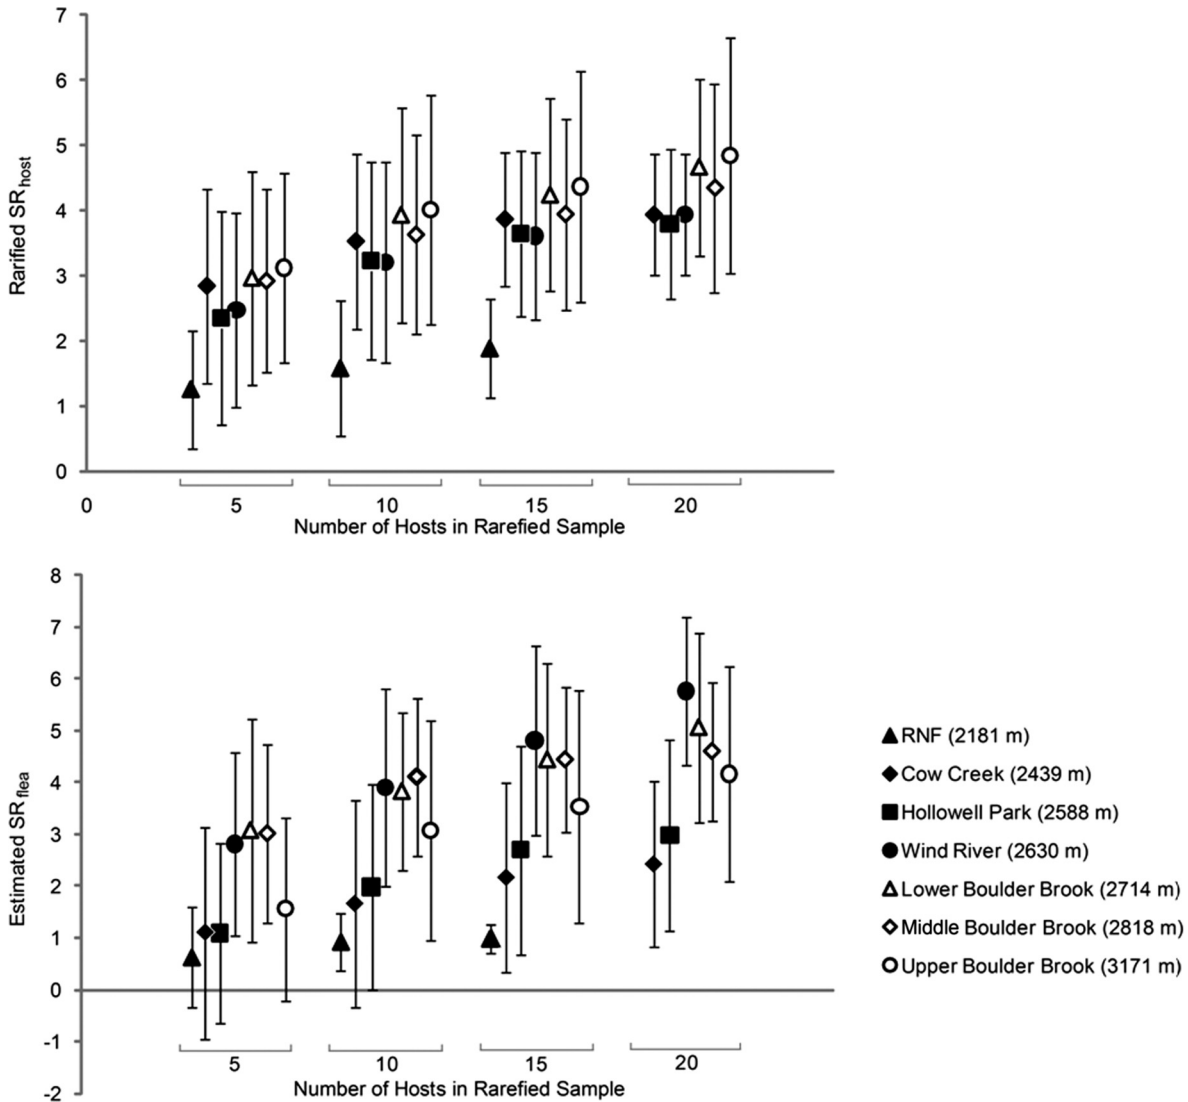 7
6
5
4
3
2
1
0
Rarified SRhost
0 5 10 15 20
Number of Hosts in Rarefied Sample
8
7
6
5
4
3
2
1
0
-1
-2
Estimated SRflea
5 10 15 20
Number of Hosts in Rarefied Sample
RNF (2181 m)
Cow Creek (2439 m)
Hollowell Park (2588 m)
Wind River (2630 m)
Lower Boulder Brook (2714 m)
Middle Boulder Brook (2818 m)
Upper Boulder Brook (3171 m)